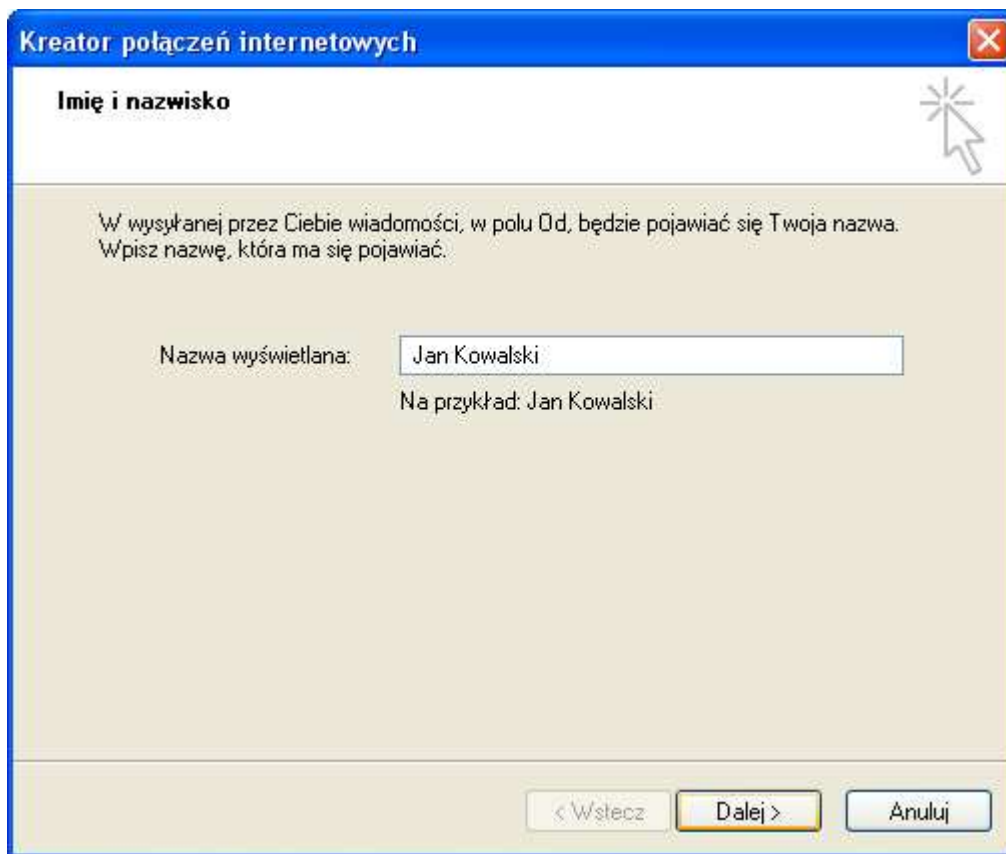 Kreator połączeń internetowych
Imię i nazwisko
W wysyłanej przez Ciebie wiadomości, w polu Od, będzie pojawiać się Twoja nazwa.
Wpisz nazwę, która ma się pojawiać.
Nazwa wyświetlana: Jan Kowalski
Na przykład: Jan Kowalski
< Wstecz Dalej > Anuluj